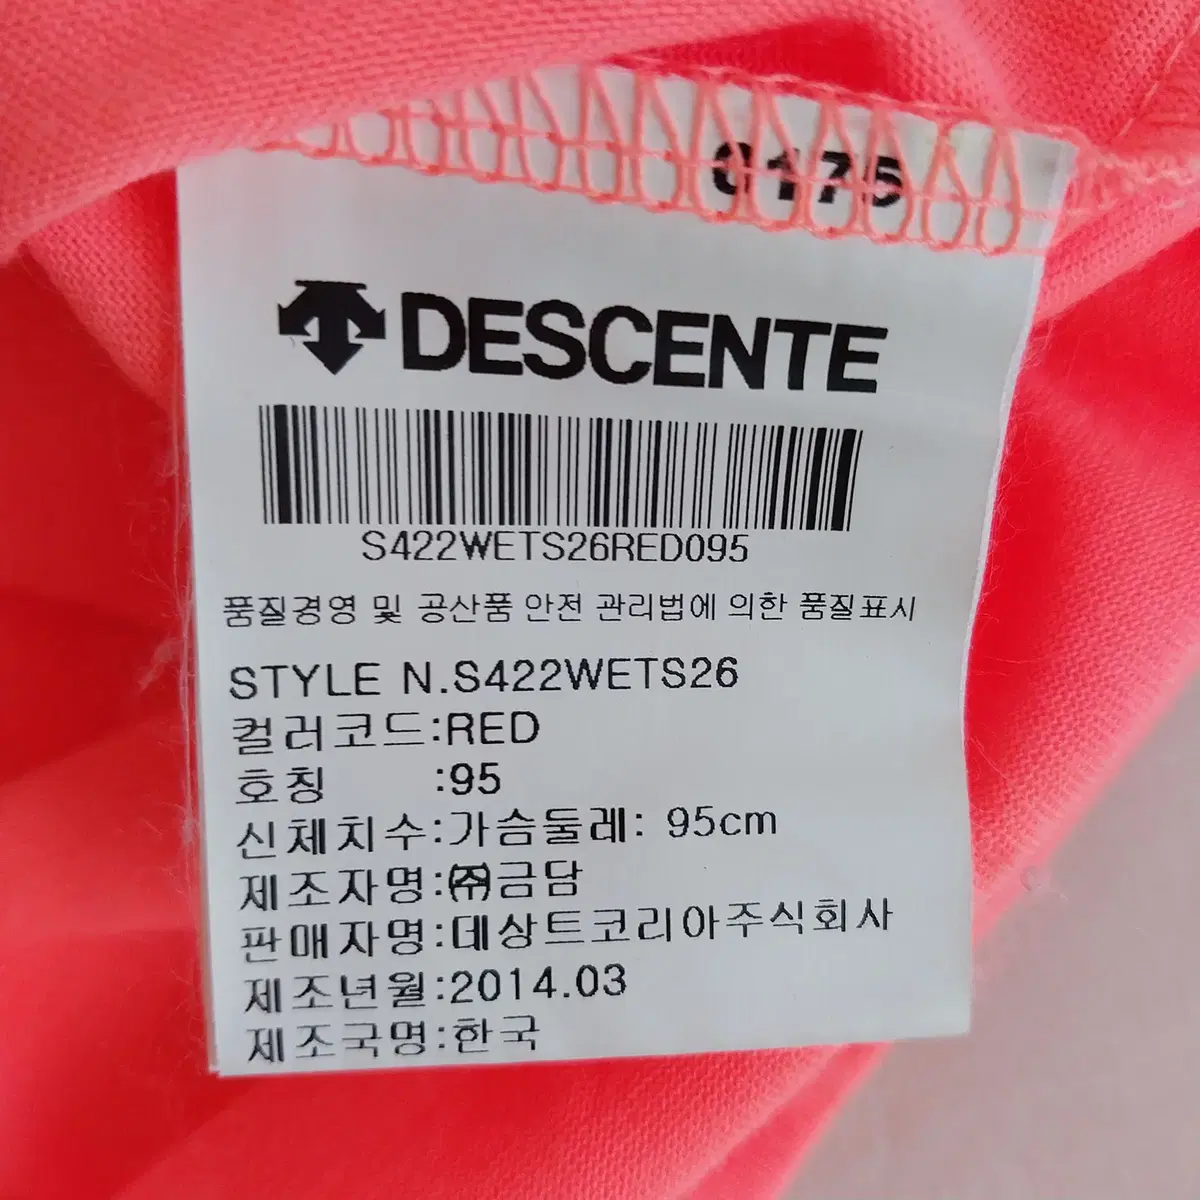 0175
DESCENTE
S422WETS26RED095
품질경영 및 공산품 안전 관리법에 의한 품질표시
STYLE N.S422WETS26
컬러코드:RED
호칭 :95
신체치수:가슴둘레: 95cm
제조자명:㈜금담
판매자명:데상트코리아주식회사
제조년월:2014.03
제조국명:한국